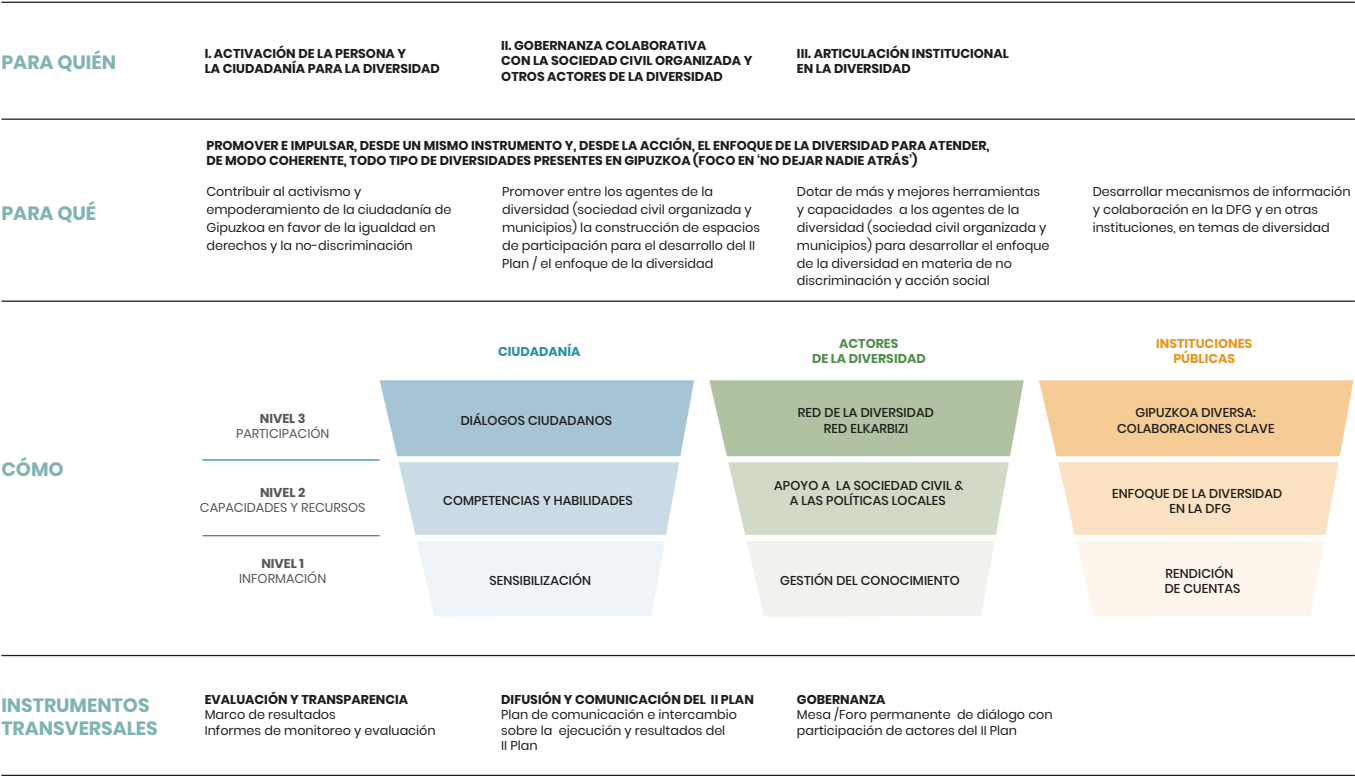 PARA QUIÉN
I. ACTIVACIÓN DE LA PERSONA Y
LA CIUDADANÍA PARA LA DIVERSIDAD
II. GOBERNANZA COLABORATIVA
CON LA SOCIEDAD CIVIL ORGANIZADA Y
OTROS ACTORES DE LA DIVERSIDAD
III. ARTICULACIÓN INSTITUCIONAL
EN LA DIVERSIDAD
PARA QUÉ
PROMOVER E IMPULSAR, DESDE UN MISMO INSTRUMENTO Y, DESDE LA ACCIÓN, EL ENFOQUE DE LA DIVERSIDAD PARA ATENDER,
DE MODO COHERENTE, TODO TIPO DE DIVERSIDADES PRESENTES EN GIPUZKOA (FOCO EN ‘NO DEJAR NADIE ATRÁS’)
Contribuir al activismo y
empoderamiento de la ciudadanía de
Gipuzkoa en favor de la igualdad en
derechos y la no-discriminación
Promover entre los agentes de la
diversidad (sociedad civil organizada y
municipios) la construcción de espacios
de participación para el desarrollo del II
Plan / el enfoque de la diversidad
Dotar de más y mejores herramientas
y capacidades a los agentes de la
diversidad (sociedad civil organizada y
municipios) para desarrollar el enfoque
de la diversidad en materia de no
discriminación y acción social
Desarrollar mecanismos de información
y colaboración en la DFG y en otras
instituciones, en temas de diversidad
CÓMO
CIUDADANÍA
ACTORES
DE LA DIVERSIDAD
INSTITUCIONES
PÚBLICAS
NIVEL 3
PARTICIPACIÓN
DIÁLOGOS CIUDADANOS
RED DE LA DIVERSIDAD
RED ELKARBIZI
GIPUZKOA DIVERSA:
COLABORACIONES CLAVE
NIVEL 2
CAPACIDADES Y RECURSOS
COMPETENCIAS Y HABILIDADES
APOYO A LA SOCIEDAD CIVIL &
A LAS POLÍTICAS LOCALES
ENFOQUE DE LA DIVERSIDAD
EN LA DFG
NIVEL 1
INFORMACIÓN
SENSIBILIZACIÓN
GESTIÓN DEL CONOCIMIENTO
RENDICIÓN
DE CUENTAS
INSTRUMENTOS
TRANSVERSALES
EVALUACIÓN Y TRANSPARENCIA
Marco de resultados
Informes de monitoreo y evaluación
DIFUSIÓN Y COMUNICACIÓN DEL II PLAN
Plan de comunicación e intercambio
sobre la ejecución y resultados del
II Plan
GOBERNANZA
Mesa /Foro permanente de diálogo con
participación de actores del II Plan